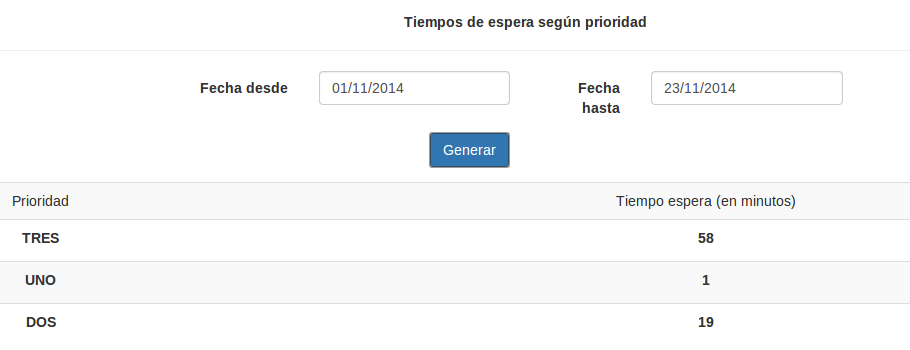 Tiempos de espera según prioridad
Fecha desde 01/11/2014 Fecha hasta 23/11/2014
Generar
Prioridad Tiempo espera (en minutos)
TRES 58
UNO 1
DOS 19